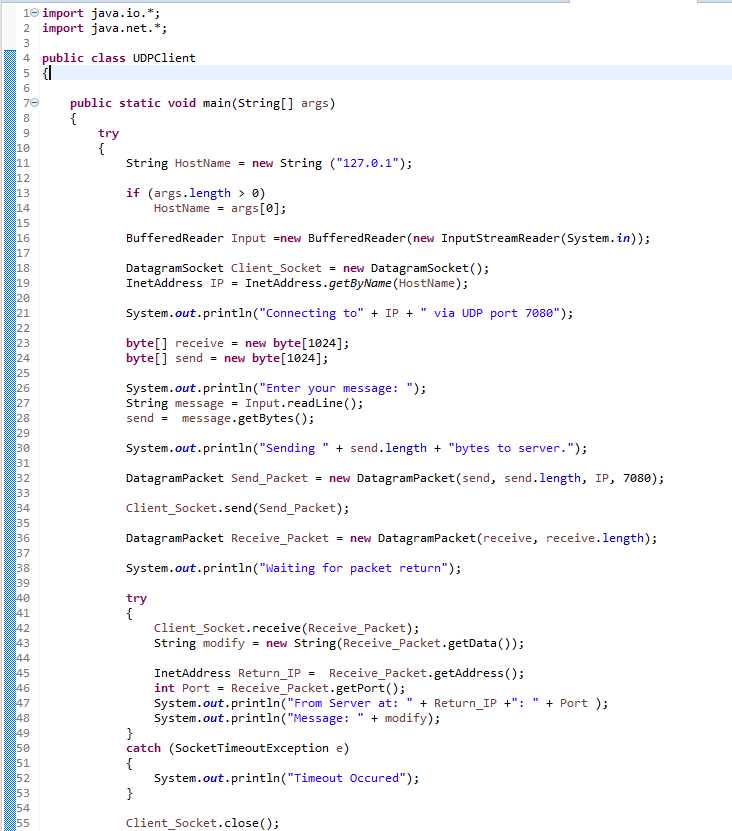 1 import java.io.*;
2 import java.net.*;
3
4 public class UDPClient
5 {
6
7     public static void main(String[] args)
8     {
9         try
10         {
11             String HostName = new String ("127.0.1");
12
13             if (args.length > 0)
14                 HostName = args[0];
15
16             BufferedReader Input =new BufferedReader(new InputStreamReader(System.in));
17
18             DatagramSocket Client_Socket = new DatagramSocket();
19             InetAddress IP = InetAddress.getByName(HostName);
20
21             System.out.println("Connecting to" + IP + " via UDP port 7080");
22
23             byte[] receive = new byte[1024];
24             byte[] send = new byte[1024];
25
26             System.out.println("Enter your message: ");
27             String message = Input.readLine();
28             send =  message.getBytes();
29
30             System.out.println("Sending " + send.length + "bytes to server.");
31
32             DatagramPacket Send_Packet = new DatagramPacket(send, send.length, IP, 7080);
33
34             Client_Socket.send(Send_Packet);
35
36             DatagramPacket Receive_Packet = new DatagramPacket(receive, receive.length);
37
38             System.out.println("Waiting for packet return");
39
40             try
41             {
42                 Client_Socket.receive(Receive_Packet);
43                 String modify = new String(Receive_Packet.getData());
44
45                 InetAddress Return_IP =  Receive_Packet.getAddress();
46                 int Port = Receive_Packet.getPort();
47                 System.out.println("From Server at: " + Return_IP +": " + Port );
48                 System.out.println("Message: " + modify);
49             }
50             catch (SocketTimeoutException e)
51             {
52                 System.out.println("Timeout Occured");
53             }
54
55             Client_Socket.close();